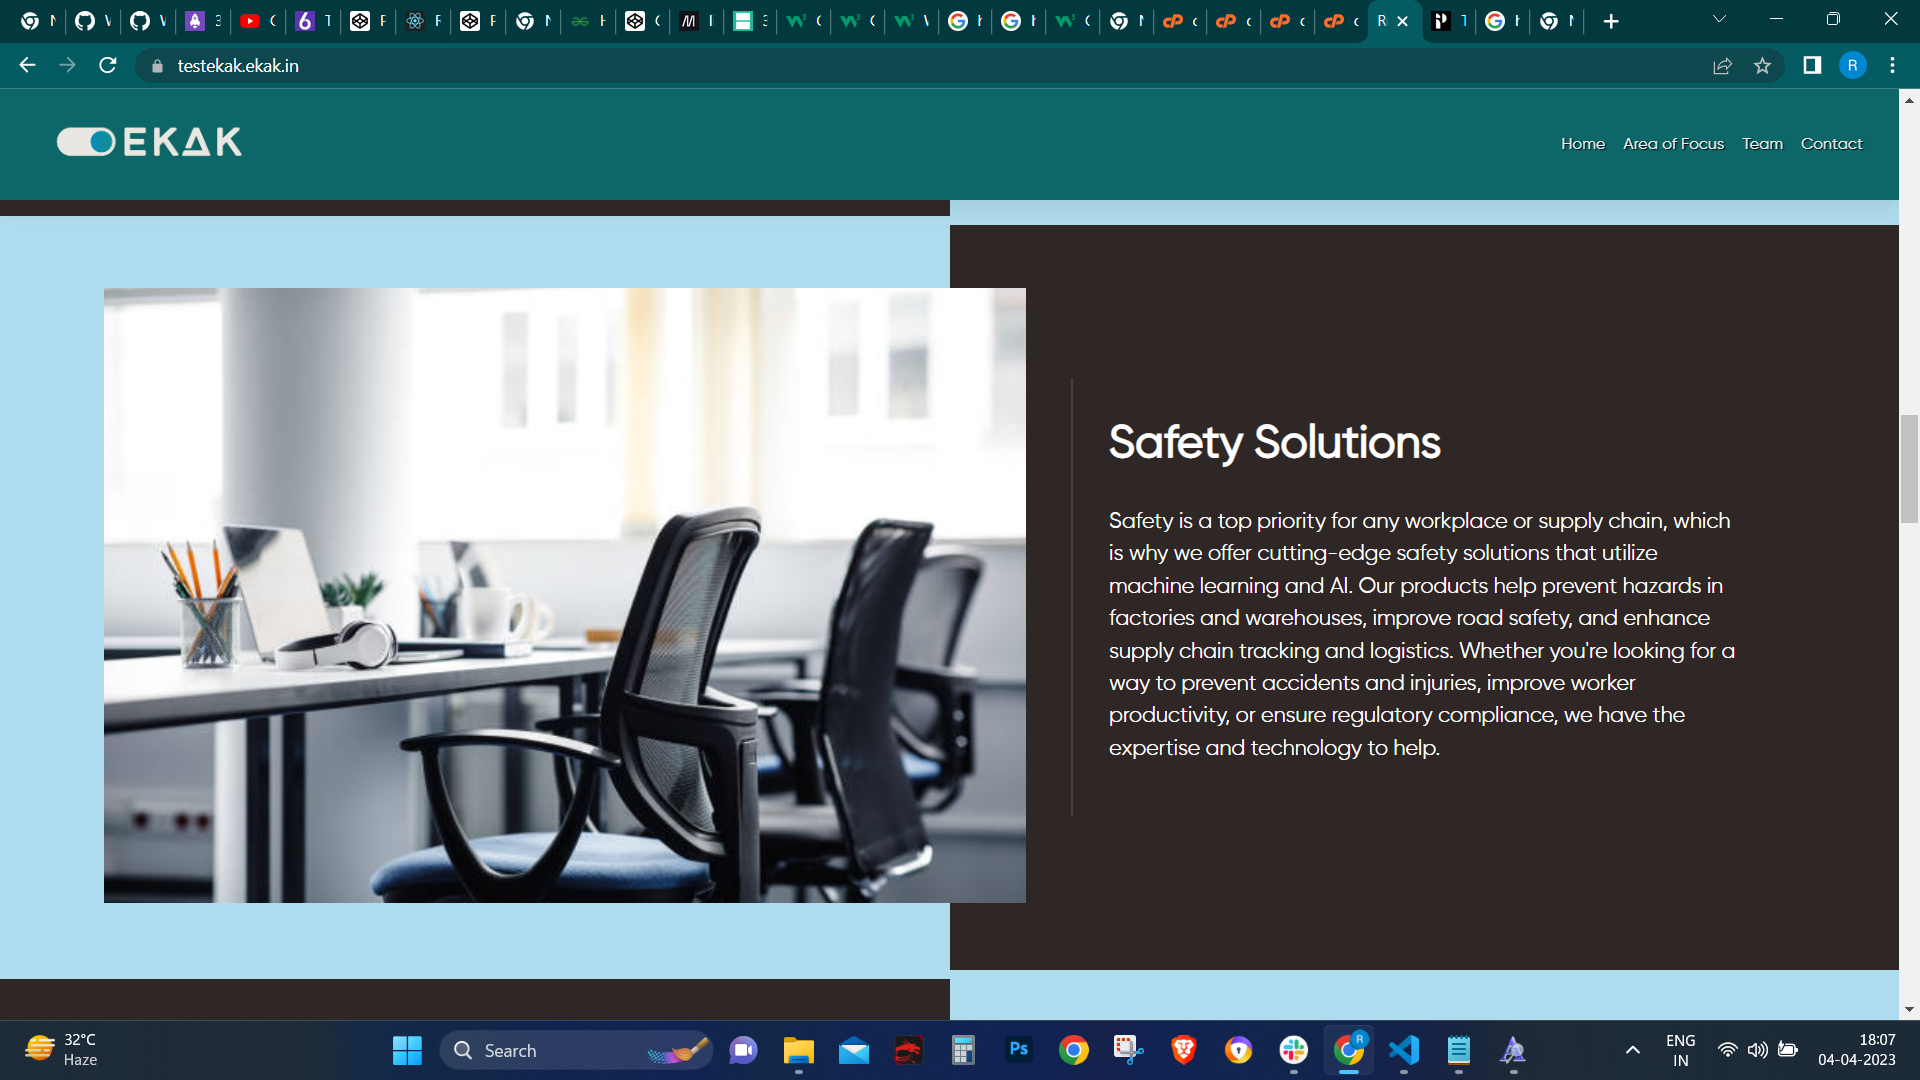 testekak.ekak.in
R
EKAK
Home Area of Focus Team Contact
Safety Solutions
Safety is a top priority for any workplace or supply chain, which
is why we offer cutting-edge safety solutions that utilize
machine learning and AI. Our products help prevent hazards in
factories and warehouses, improve road safety, and enhance
supply chain tracking and logistics. Whether you're looking for a
way to prevent accidents and injuries, improve worker
productivity, or ensure regulatory compliance, we have the
expertise and technology to help.
32°C
Haze
Search
Ps
R
ENG
IN
18:07
04-04-2023